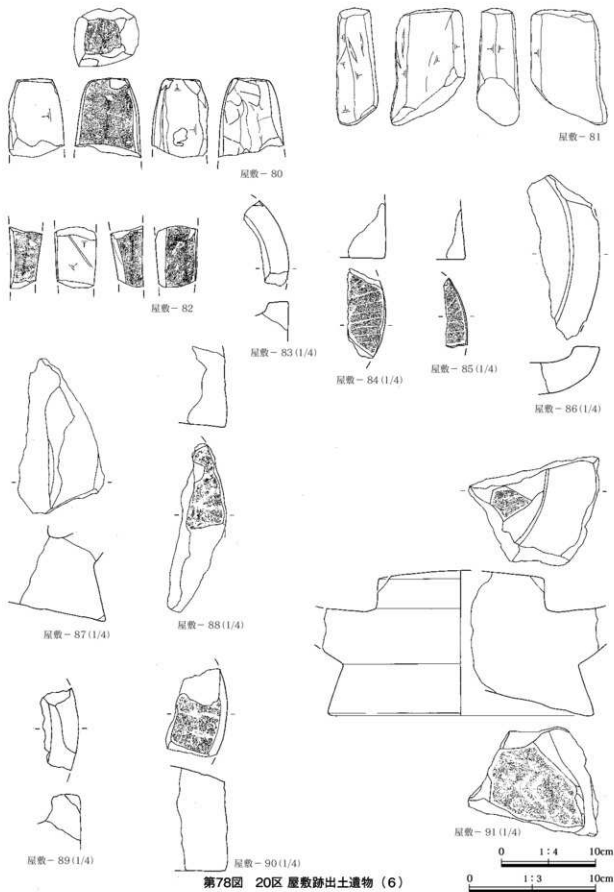 屋敷－80
屋敷－81
屋敷－82
屋敷－83(1/4)
屋敷－84(1/4)
屋敷－85(1/4)
屋敷－86(1/4)
屋敷－87(1/4)
屋敷－88(1/4)
屋敷－89(1/4)
屋敷－90(1/4)
屋敷－91(1/4)
0 1：4 10cm
0 1：3 10cm
第78図 20区 屋敷跡出土遺物（6）